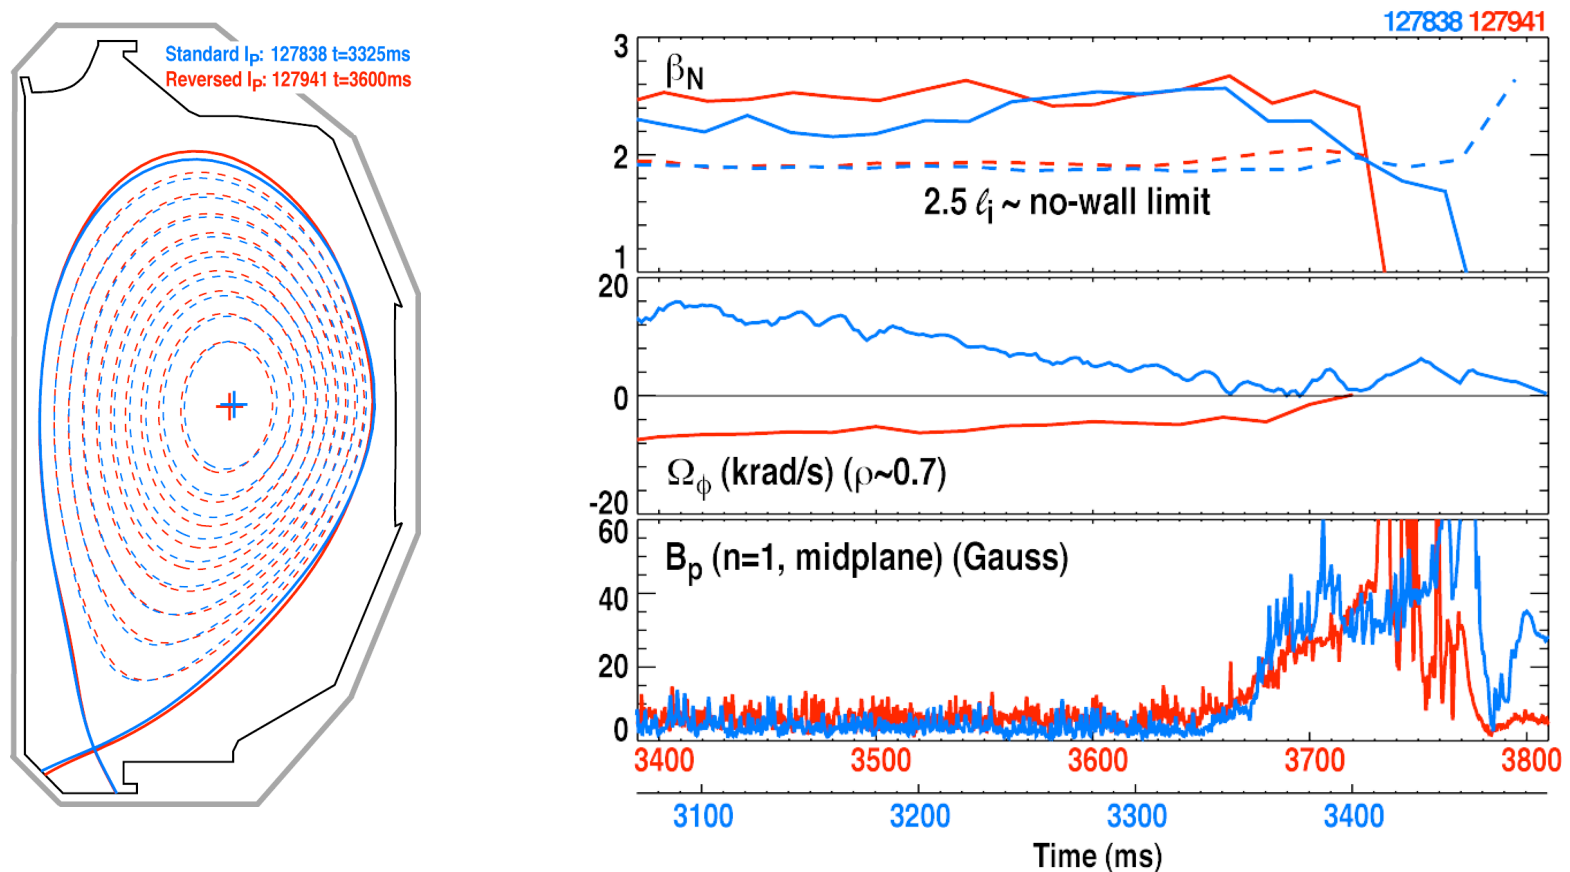 Standard IP: 127838 t=3325ms
Reversed IP: 127941 t=3600ms
127838 127941
3
βN
2
2.5 ℓi ~ no-wall limit
1
20
0
Ωϕ (krad/s) (ρ~0.7)
-20
60
Bp (n=1, midplane) (Gauss)
40
20
0
3400 3500 3600 3700 3800
3100 3200 3300 3400
Time (ms)